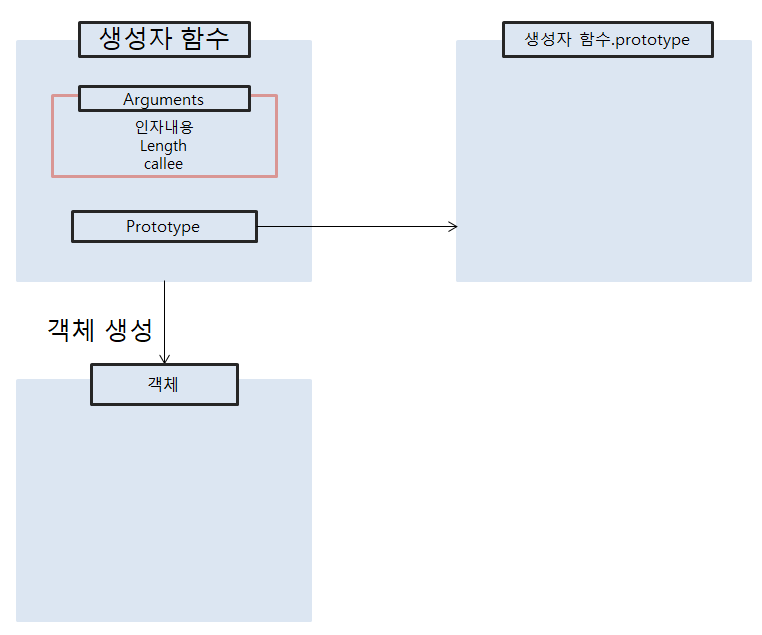 생성자 함수
Arguments
인자내용
Length
callee
Prototype
생성자 함수.prototype
객체 생성
객체